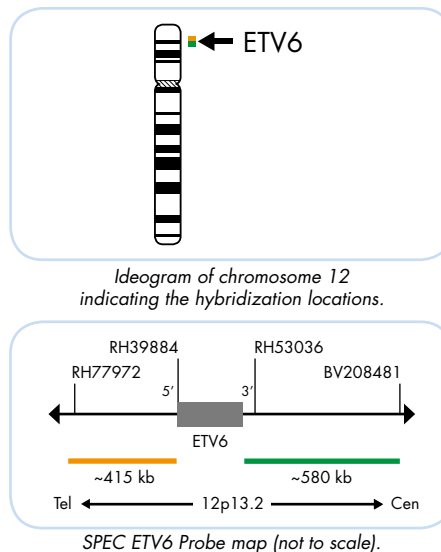 ETV6
Ideogram of chromosome 12
indicating the hybridization locations.
RH39884 RH53036
RH77972 BV208481
5' 3'
ETV6
~415 kb ~580 kb
Tel 12p13.2 Cen
SPEC ETV6 Probe map (not to scale).